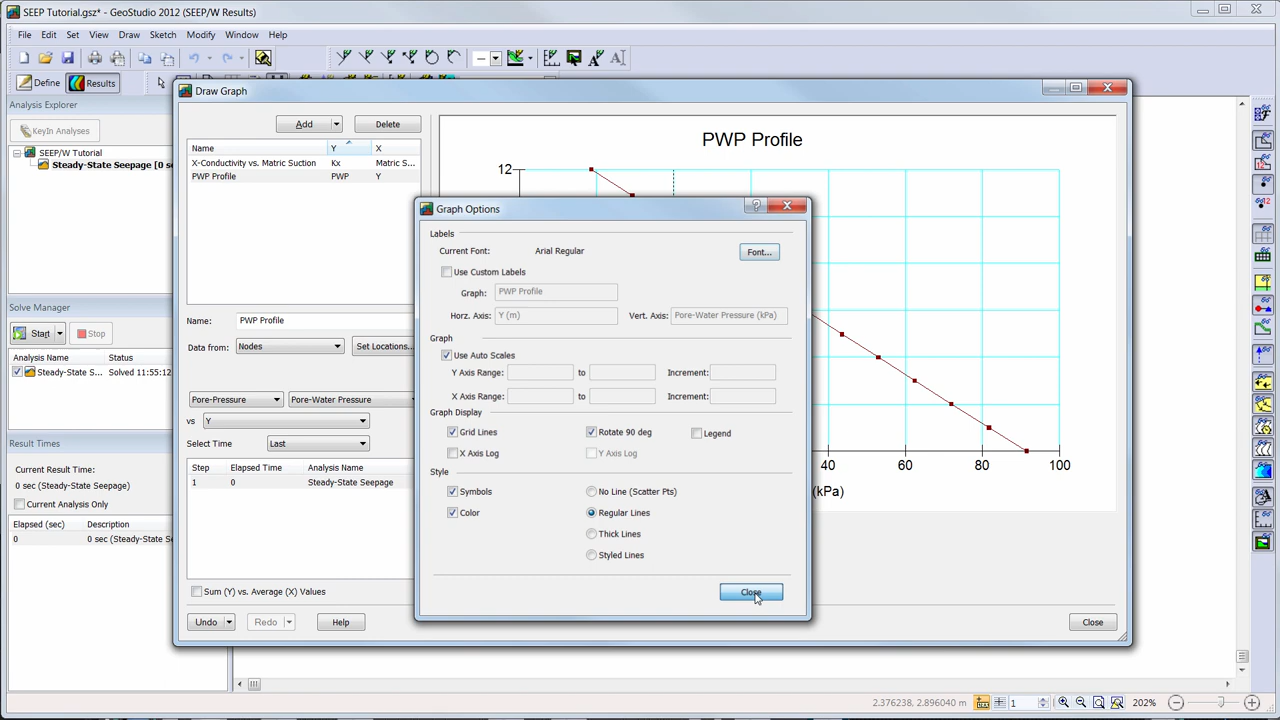 SEEP Tutorial.gsz* - GeoStudio 2012 (SEEP/W Results)
File Edit Set View Draw Sketch Modify Window Help
Define Results
Draw Graph
Analysis Explorer
KeyIn Analyses
SEEP/W Tutorial
Steady-State Seepage [0 se
Add Delete
Name Y X
X-Conductivity vs. Matric Suction Kx Matric S...
PWP Profile PWP Y
PWP Profile
12
Graph Options
Labels
Current Font: Arial Regular Font...
Use Custom Labels
Graph: PWP Profile
Horz. Axis: Y (m) Vert. Axis: Pore-Water Pressure (kPa)
Graph
Use Auto Scales
Y Axis Range: to Increment:
X Axis Range: to Increment:
Graph Display
Grid Lines Rotate 90 deg Legend
X Axis Log Y Axis Log
Style
Symbols No Line (Scatter Pts)
Color Regular Lines
Thick Lines
Styled Lines
Close
Solve Manager
Start Stop
Analysis Name Status
Steady-State S... Solved 11:55:12
Name: PWP Profile
Data from: Nodes Set Locations...
Pore-Pressure Pore-Water Pressure
vs Y
Select Time Last
Step Elapsed Time Analysis Name
1 0 Steady-State Seepage
40 60 80 100
(kPa)
Result Times
Current Result Time:
0 sec (Steady-State Seepage)
Current Analysis Only
Elapsed (sec) Description
0 0 sec (Steady-State Se
Sum (Y) vs. Average (X) Values
Undo Redo Help Close
2.376238, 2.896040 m 1 202%